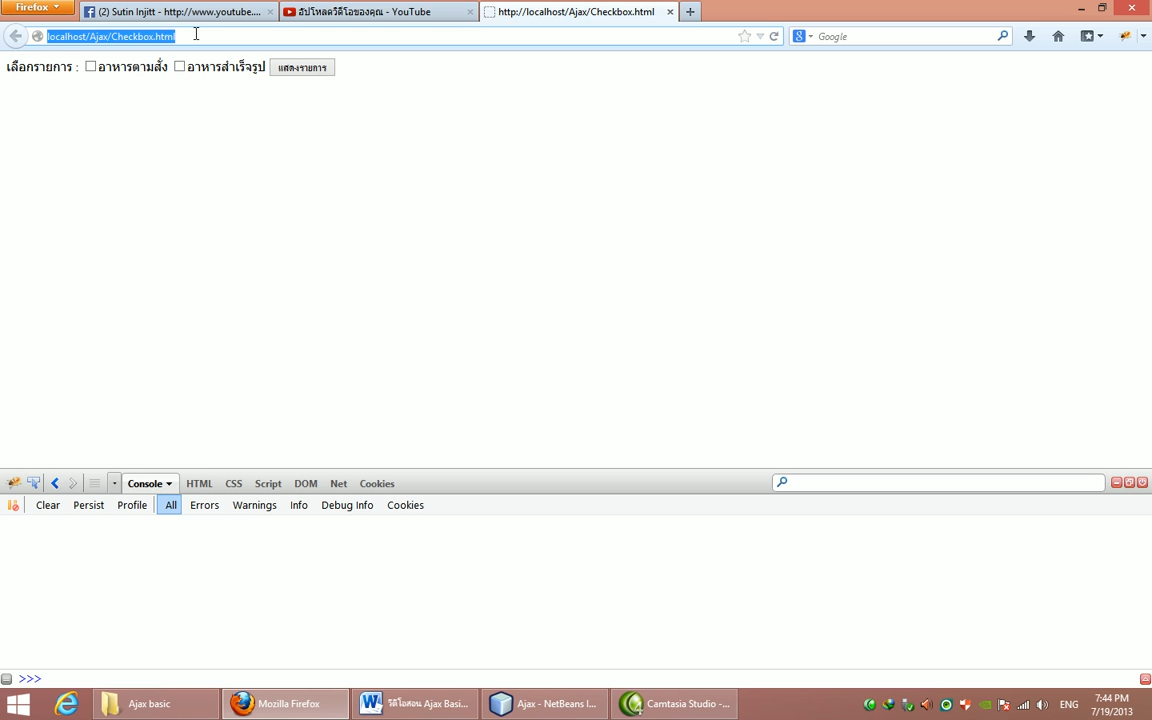 Firefox
(2) Sutin Injitt - http://www.youtube....
อัปโหลดวิดีโอของคุณ - YouTube
http://localhost/Ajax/Checkbox.html
localhost/Ajax/Checkbox.html
Google
เลือกรายการ : อาหารตามสั่ง อาหารสำเร็จรูป แสดงรายการ
Console HTML CSS Script DOM Net Cookies
Clear Persist Profile All Errors Warnings Info Debug Info Cookies
>>>
Ajax basic
Mozilla Firefox
วิดีโอสอน Ajax Basi...
Ajax - NetBeans I...
Camtasia Studio -...
ENG
7:44 PM
7/19/2013